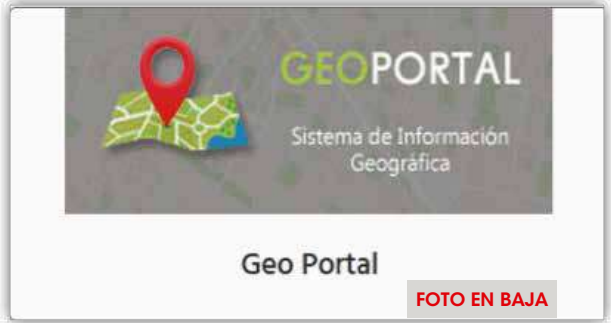 GEOPORTAL
Sistema de Información
Geográfica
Geo Portal
FOTO EN BAJA